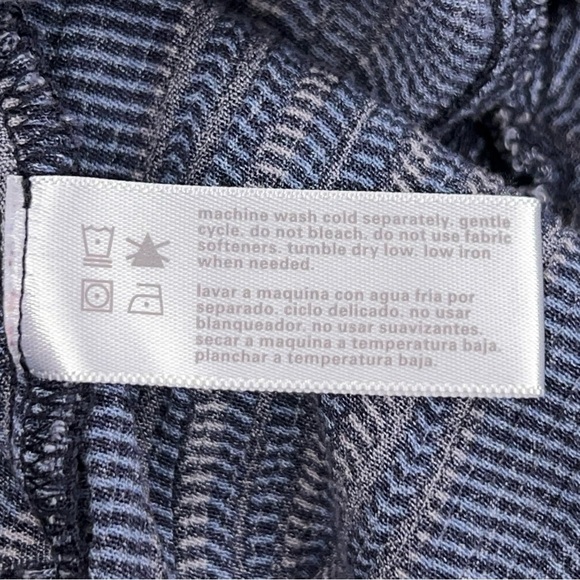 machine wash cold separately. gentle
cycle. do not bleach. do not use fabric
softeners. tumble dry low. low iron
when needed.
lavar a maquina con agua fria por
separado. ciclo delicado. no usar
blanqueador. no usar suavizantes.
secar a maquina a temperatura baja.
planchar a temperatura baja.